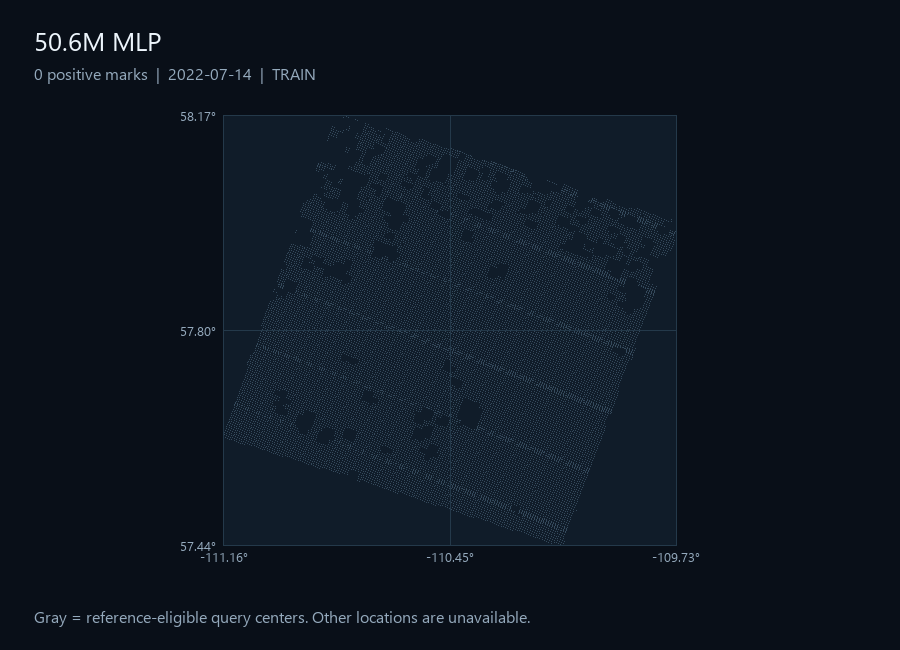 50.6M MLP
0 positive marks | 2022-07-14 | TRAIN
58.17°
57.80°
57.44°
-111.16°
-110.45°
-109.73°
Gray = reference-eligible query centers. Other locations are unavailable.